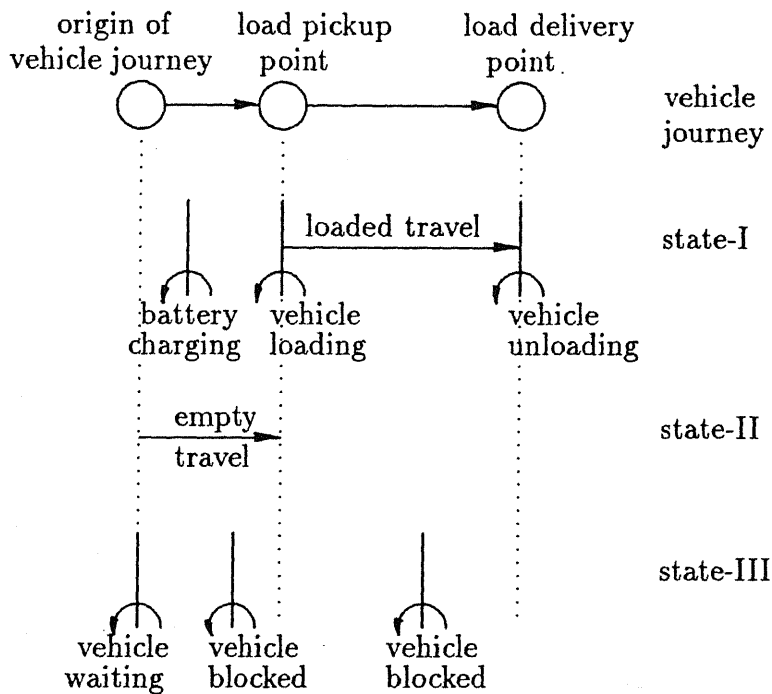 origin of
vehicle journey
load pickup
point
load delivery
point
vehicle
journey
loaded travel
state-I
battery
charging
vehicle
loading
vehicle
unloading
empty
travel
state-II
state-III
vehicle
waiting
vehicle
blocked
vehicle
blocked